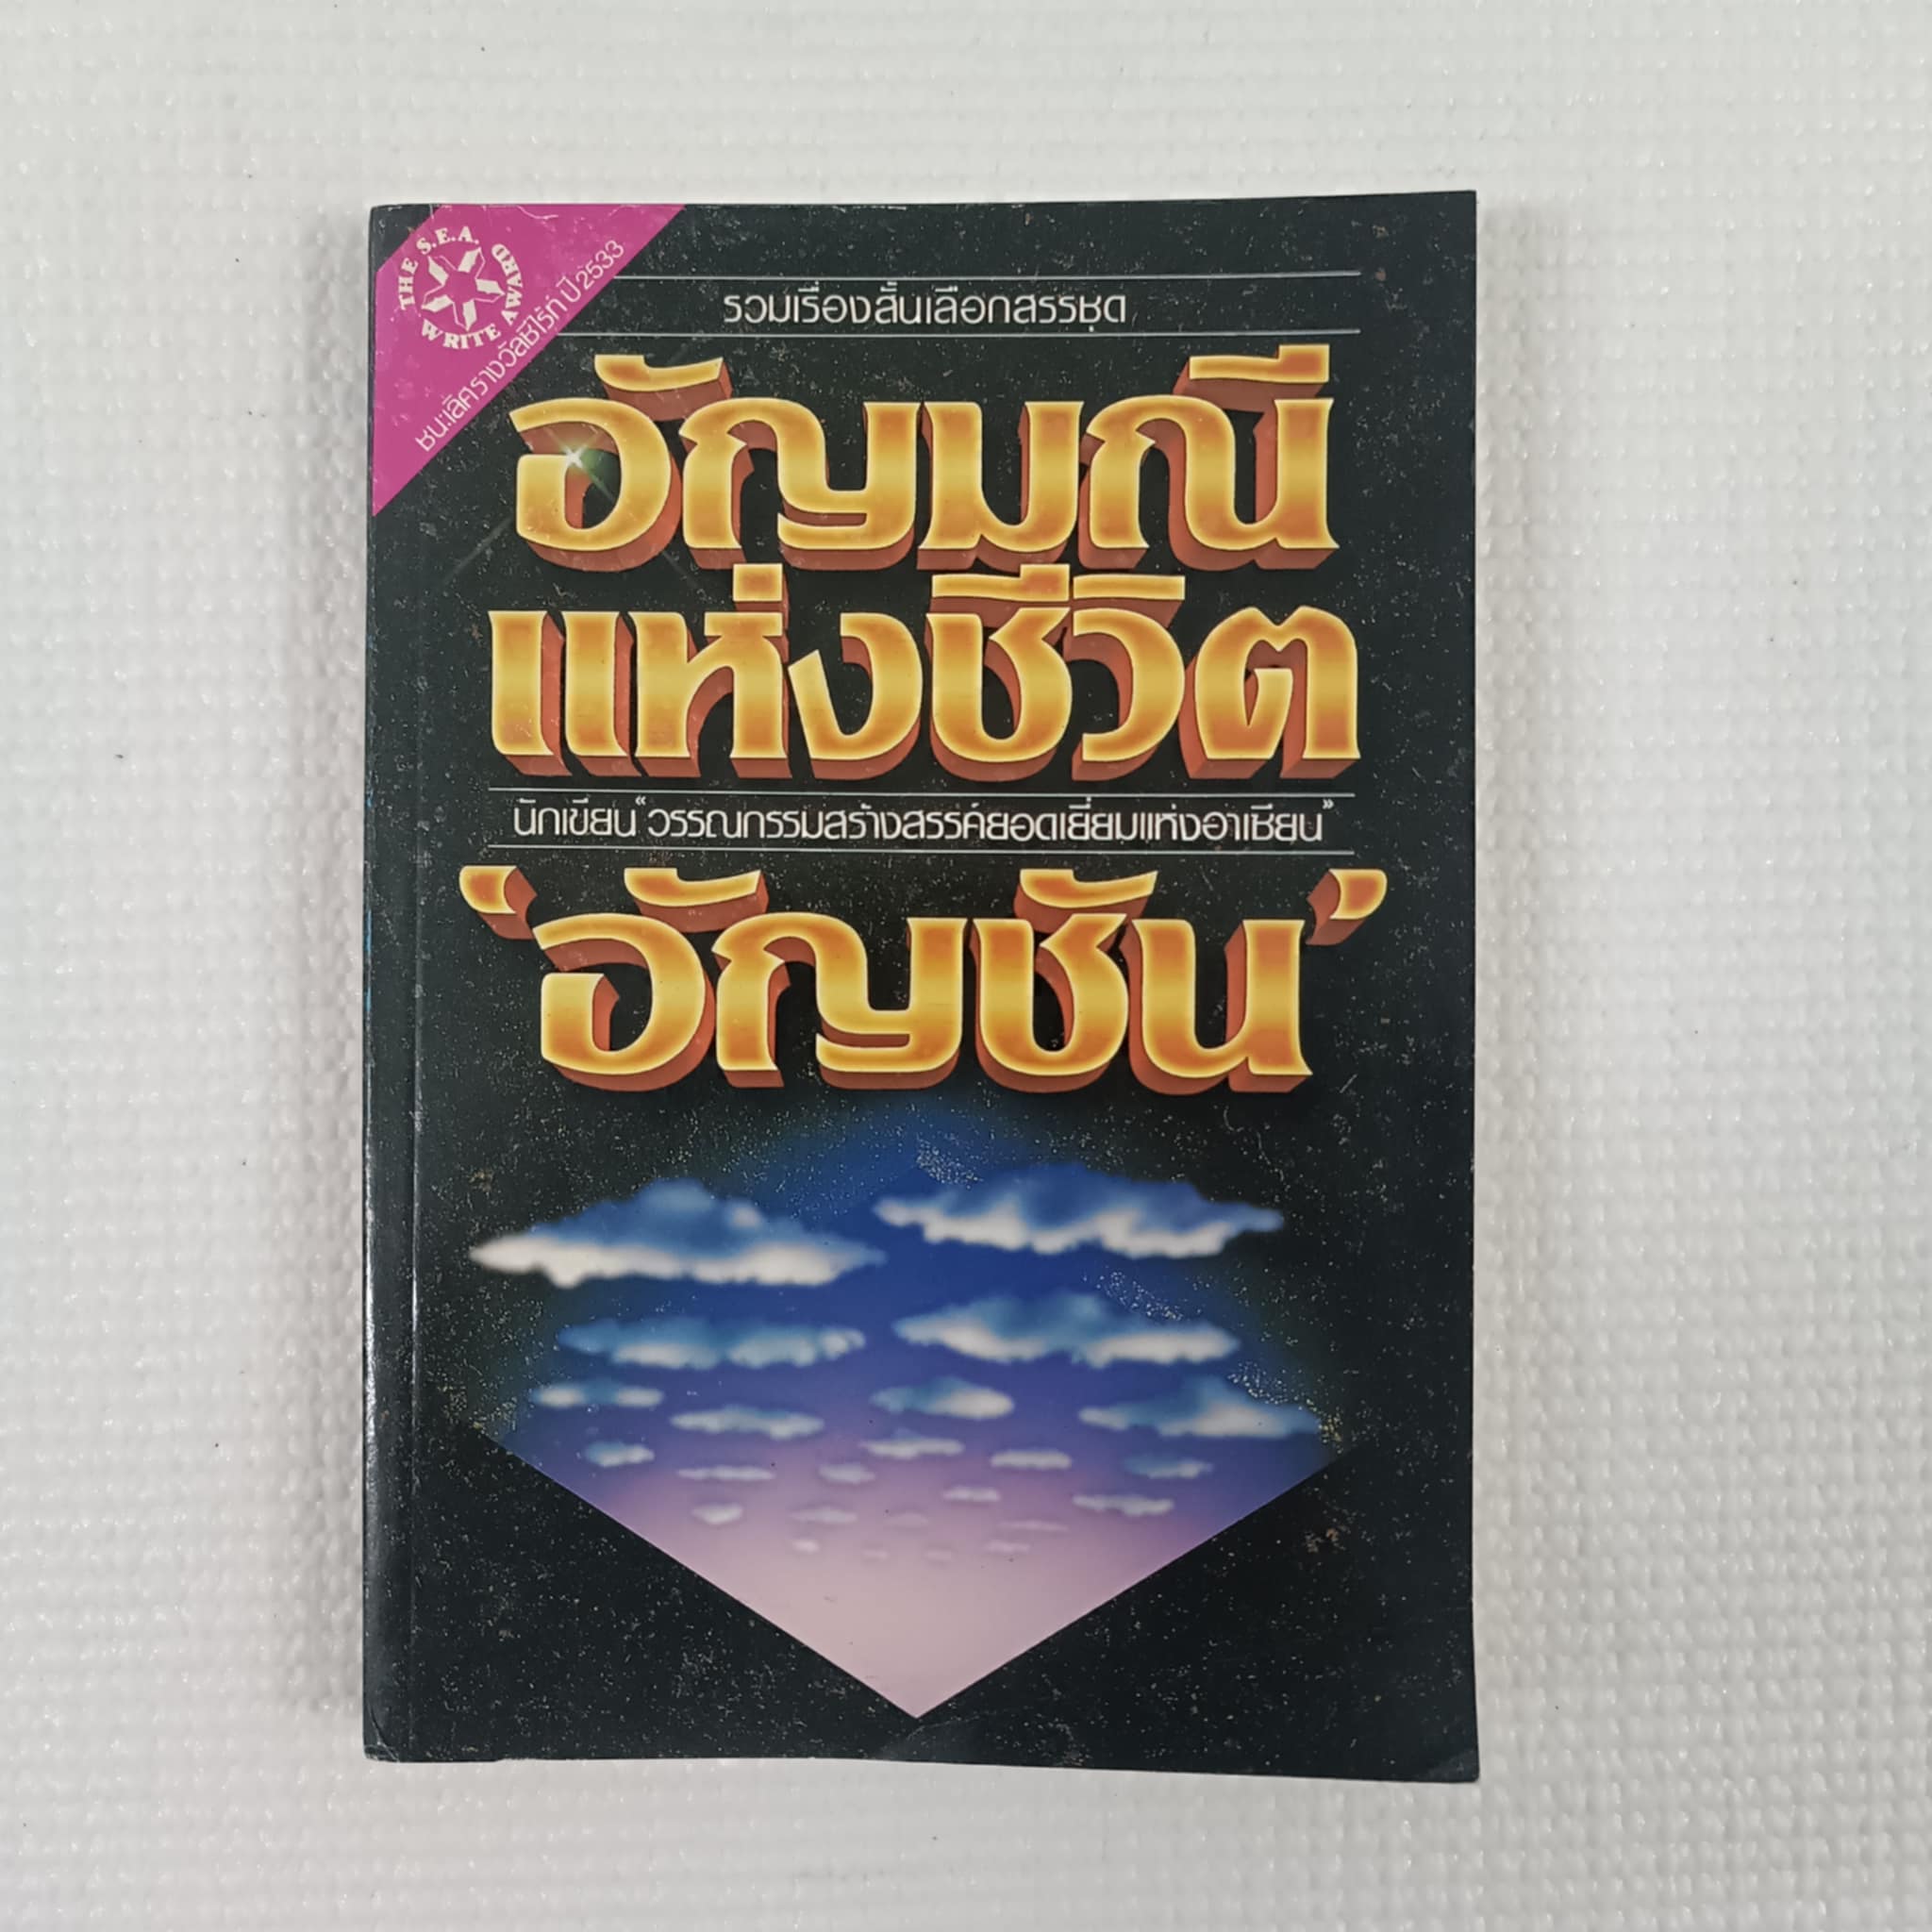 THE S.E.A. WRITE AWARD
ชนะเลิศรางวัลซีไรท์ ปี 2533
รวมเรื่องสั้นเลือกสรรชุด
อัญมณี
แห่งชีวิต
นักเขียน “วรรณกรรมสร้างสรรค์ยอดเยี่ยมแห่งอาเซียน”
‘อัญชัน’